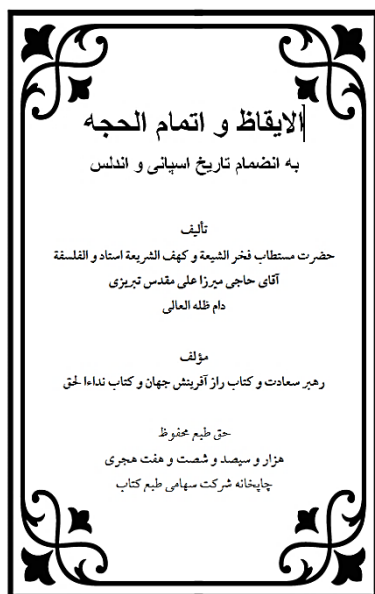 الایقاظ و اتمام الحجه
به انضمام تاریخ اسپانی و اندلس
تألیف
حضرت مستطاب فخر الشیعة و کهف الشریعة استاد و الفلسفة
آقای حاجی میرزا علی مقدس تبریزی
دام ظله العالی
مؤلف
رهبر سعادت و کتاب راز آفرینش جهان و کتاب نداءا لحق
حق طبع محفوظ
هزار و سیصد و شصت و هفت هجری
چاپخانه شرکت سهامی طبع کتاب